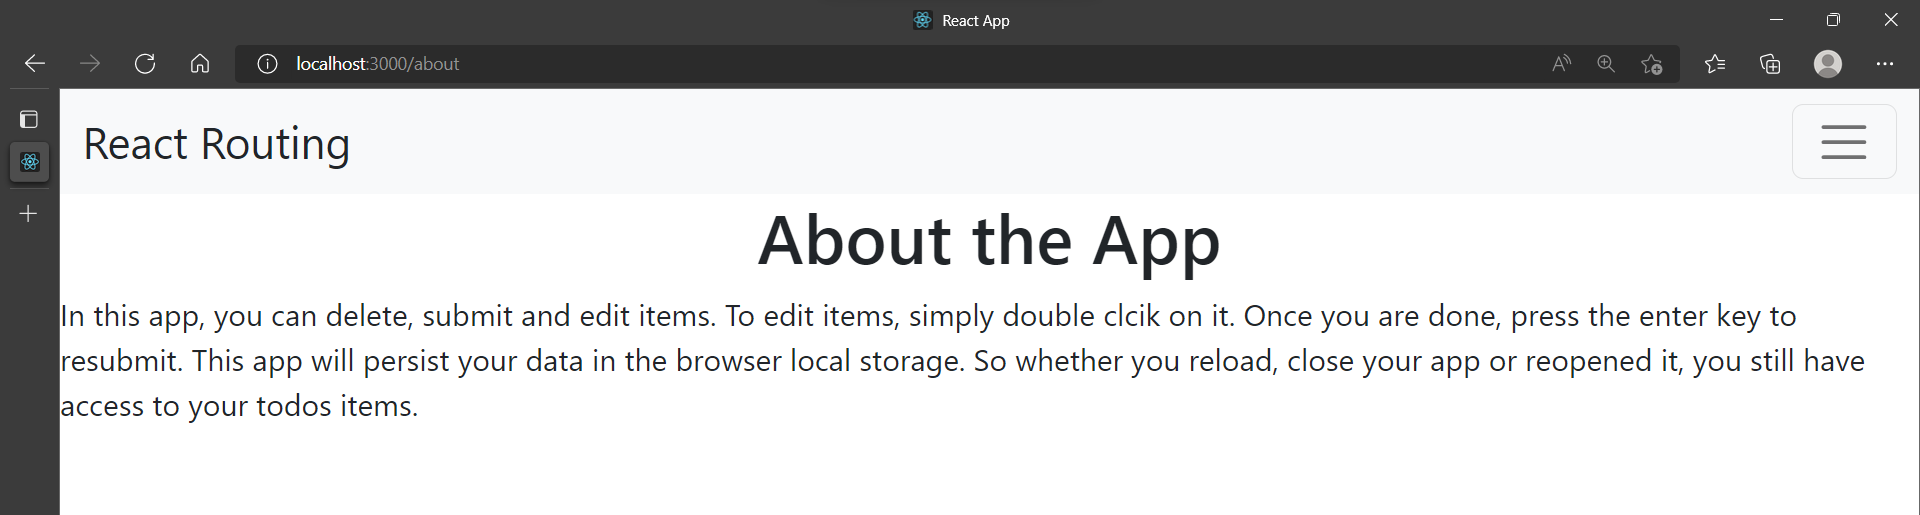 React App
localhost:3000/about
React Routing
About the App
In this app, you can delete, submit and edit items. To edit items, simply double clcik on it. Once you are done, press the enter key to
resubmit. This app will persist your data in the browser local storage. So whether you reload, close your app or reopened it, you still have
access to your todos items.